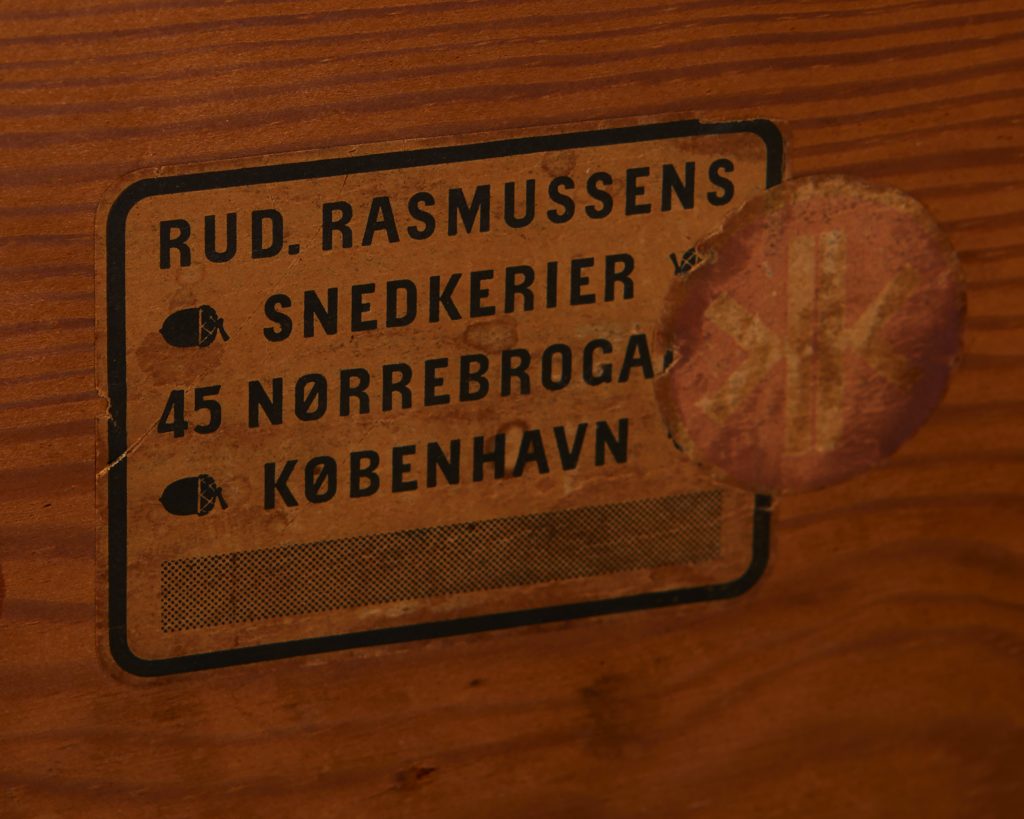 RUD. RASMUSSENS
SNEDKERIER
45 NØRREBROGA
KØBENHAVN